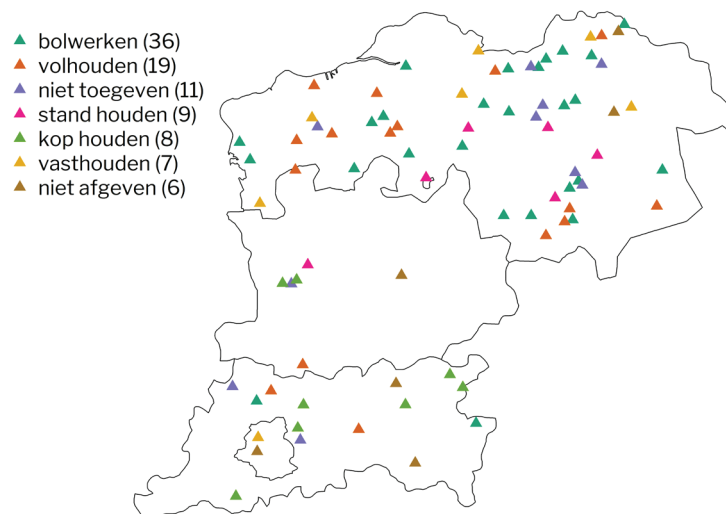 bolwerken (36)
volhouden (19)
niet toegeven (11)
stand houden (9)
kop houden (8)
vasthouden (7)
niet afgeven (6)